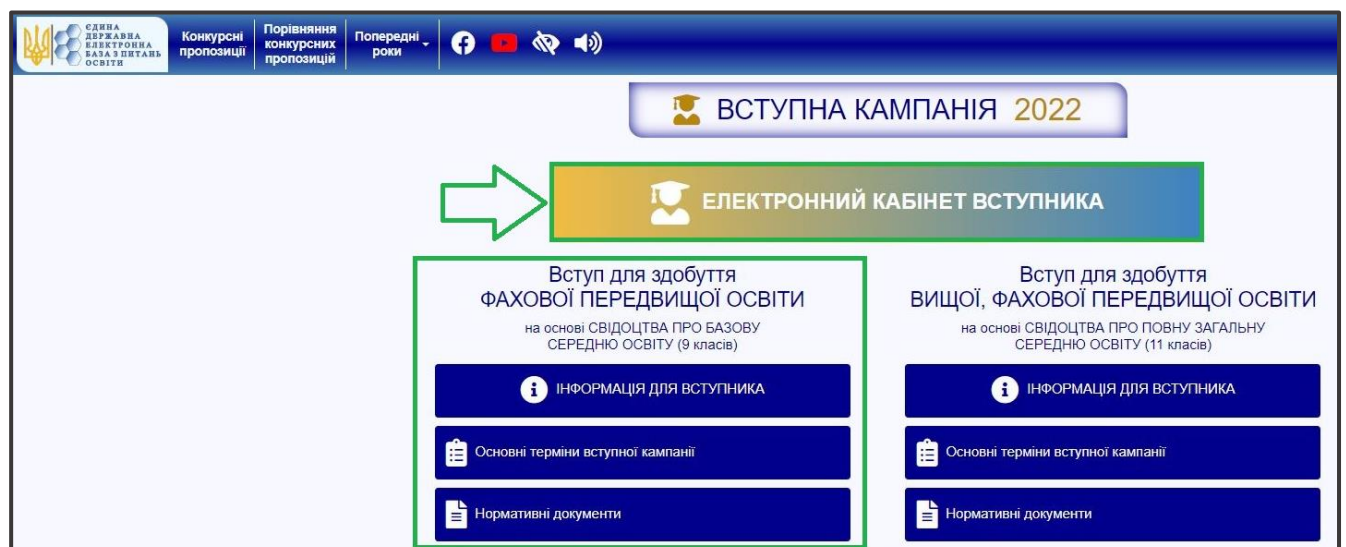 ЄДИНА
ДЕРЖАВНА
ЕЛЕКТРОННА
БАЗА З ПИТАНЬ
ОСВІТИ
Конкурсні
пропозиції
Порівняння
конкурсних
пропозицій
Попередні
роки
ВСТУПНА КАМПАНІЯ 2022
ЕЛЕКТРОННИЙ КАБІНЕТ ВСТУПНИКА
Вступ для здобуття
ФАХОВОЇ ПЕРЕДВИЩОЇ ОСВІТИ
на основі СВІДОЦТВА ПРО БАЗОВУ
СЕРЕДНЮ ОСВІТУ (9 класів)
ІНФОРМАЦІЯ ДЛЯ ВСТУПНИКА
Основні терміни вступної кампанії
Нормативні документи
Вступ для здобуття
ВИЩОЇ, ФАХОВОЇ ПЕРЕДВИЩОЇ ОСВІТИ
на основі СВІДОЦТВА ПРО ПОВНУ ЗАГАЛЬНУ
СЕРЕДНЮ ОСВІТУ (11 класів)
ІНФОРМАЦІЯ ДЛЯ ВСТУПНИКА
Основні терміни вступної кампанії
Нормативні документи